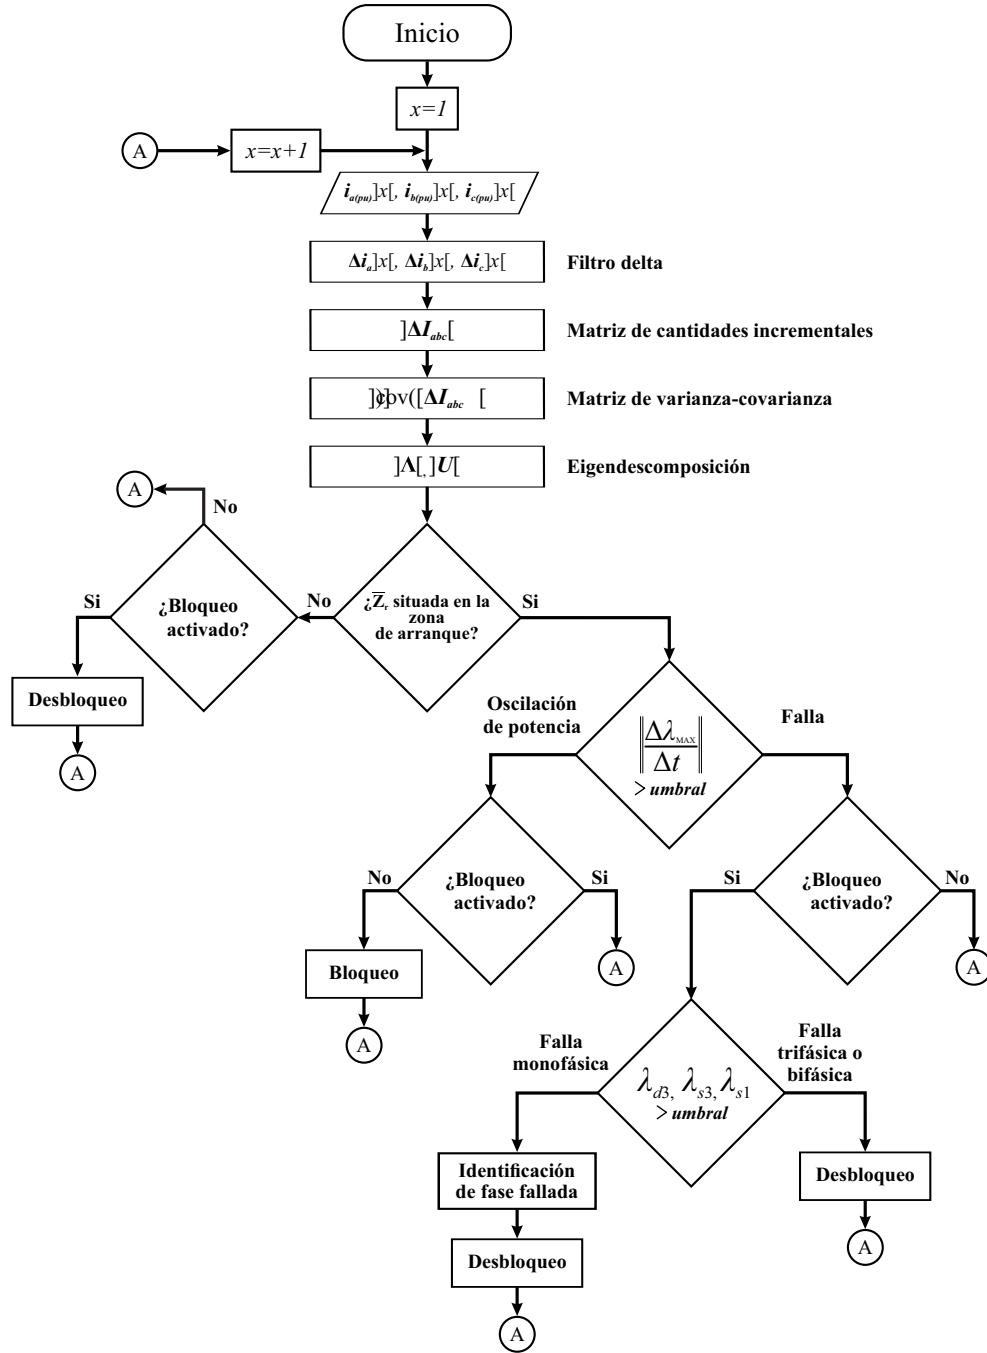 Inicio
x=1
A
x=x+1
i_a(pu)]x[, i_b(pu)]x[, i_c(pu)]x[
Δi_a]x[, Δi_b]x[, Δi_c]x[
Filtro delta
]ΔI_abc[
Matriz de cantidades incrementales
ov([ΔI_abc [
Matriz de varianza-covarianza
]Λ[,]U[
Eigendescomposición
A
No
¿Bloqueo
activado?
Si
No
¿Z̅_r situada en la
zona
de arranque?
Si
Desbloqueo
A
Oscilación
de potencia
‖Δλ_MAX/Δt‖
> umbral
Falla
No
¿Bloqueo
activado?
Si
Si
¿Bloqueo
activado?
No
Bloqueo
A
A
A
Falla
monofásica
λ_d3, λ_s3, λ_s1
> umbral
Falla
trifásica o
bifásica
Identificación
de fase fallada
Desbloqueo
Desbloqueo
A
A